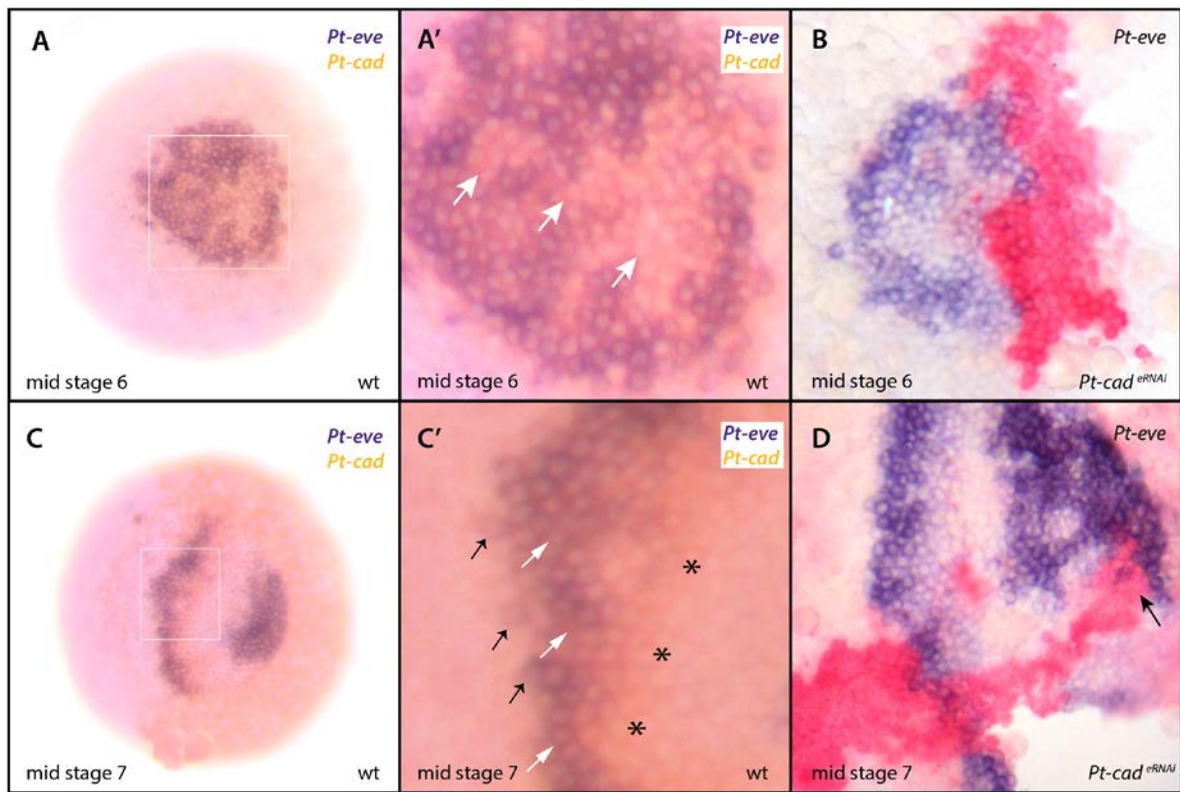 A
Pt-eve
Pt-cad
mid stage 6
wt
A'
Pt-eve
Pt-cad
mid stage 6
wt
B
Pt-eve
mid stage 6
Pt-cad eRNAi
C
Pt-eve
Pt-cad
mid stage 7
wt
C'
Pt-eve
Pt-cad
* 
*
*
mid stage 7
wt
D
Pt-eve
mid stage 7
Pt-cad eRNAi